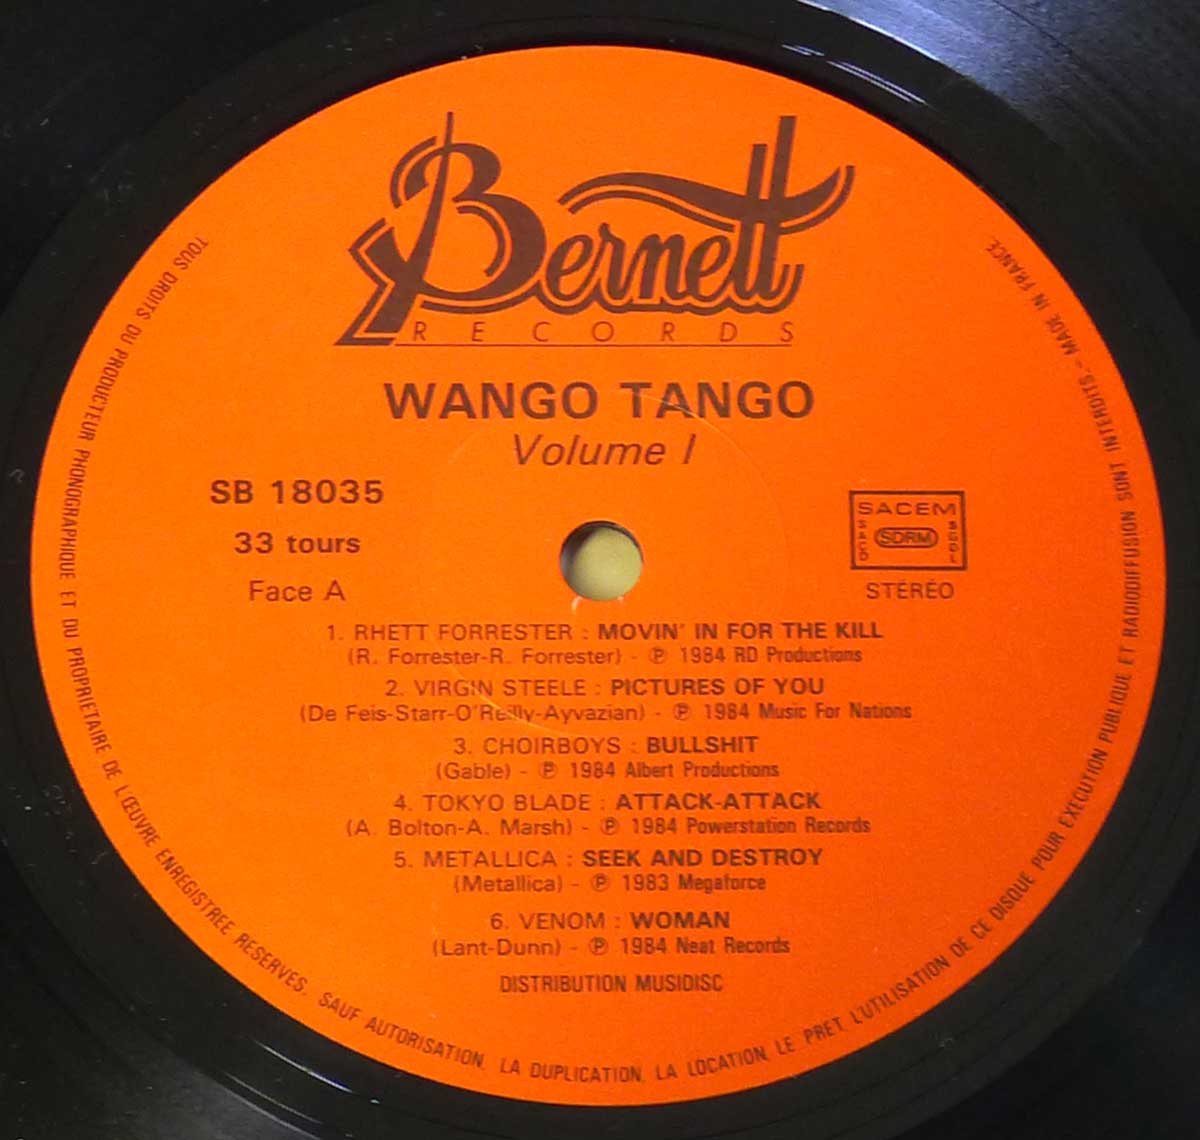 Bernett
RECORDS
WANGO TANGO
Volume I
SB 18035
33 tours
Face A
SACEM
SACD
SDRM
SGDL
STÉRÉO
1. RHETT FORRESTER : MOVIN' IN FOR THE KILL
(R. Forrester-R. Forrester) - ℗ 1984 RD Productions
2. VIRGIN STEELE : PICTURES OF YOU
(De Feis-Starr-O'Reilly-Ayvazian) - ℗ 1984 Music For Nations
3. CHOIRBOYS : BULLSHIT
(Gable) - ℗ 1984 Albert Productions
4. TOKYO BLADE : ATTACK-ATTACK
(A. Bolton-A. Marsh) - ℗ 1984 Powerstation Records
5. METALLICA : SEEK AND DESTROY
(Metallica) - ℗ 1983 Megaforce
6. VENOM : WOMAN
(Lant-Dunn) - ℗ 1984 Neat Records
DISTRIBUTION MUSIDISC
TOUS DROITS DU PRODUCTEUR PHONOGRAPHIQUE ET DU PROPRIETAIRE DE L'ŒUVRE ENREGISTREE RESERVES. SAUF AUTORISATION, LA DUPLICATION, LA LOCATION, LE PRET, L'UTILISATION DE CE DISQUE POUR EXECUTION PUBLIQUE ET RADIODIFFUSION SONT INTERDITS.- MADE IN FRANCE